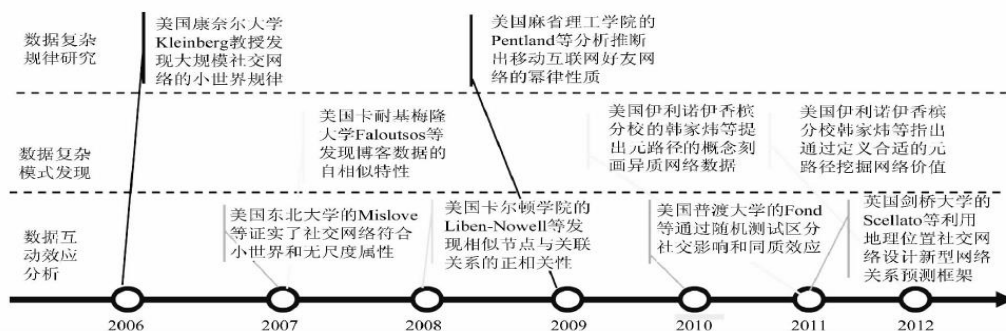 数据复杂
规律研究
美国康奈尔大学
Kleinberg教授发
现大规模社交网
络的小世界规律
美国麻省理工学院的
Pentland等分析推断
出移动互联网好友网
络的幂律性质
数据复杂
模式发现
美国卡耐基梅隆
大学Faloutsos等
发现博客数据的
自相似特性
美国伊利诺伊香槟
分校的韩家炜等提
出元路径的概念刻
画异质网络数据
美国伊利诺伊香槟
分校韩家炜等指出
通过定义合适的元
路径挖掘网络价值
数据互
动效应
分析
美国东北大学的Mislove
等证实了社交网络符合
小世界和无尺度属性
美国卡尔顿学院的
Liben-Nowell等发
现相似节点与关联
关系的正相关性
美国普渡大学的Fond
等通过随机测试区分
社交影响和同质效应
英国剑桥大学的
Scellato等利用
地理位置社交网
络设计新型网络
关系预测框架
2006
2007
2008
2009
2010
2011
2012